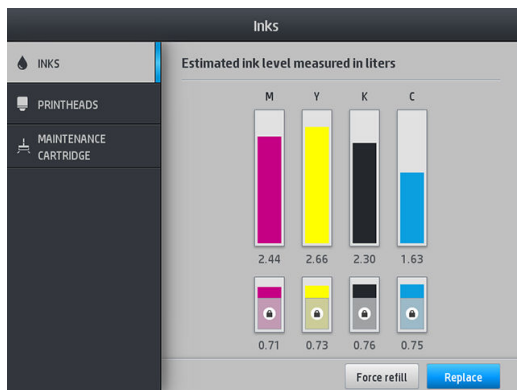 Inks
INKS
PRINTHEADS
MAINTENANCE
CARTRIDGE
Estimated ink level measured in liters
M Y K C
2.44 2.66 2.30 1.63
0.71 0.73 0.76 0.75
Force refill Replace